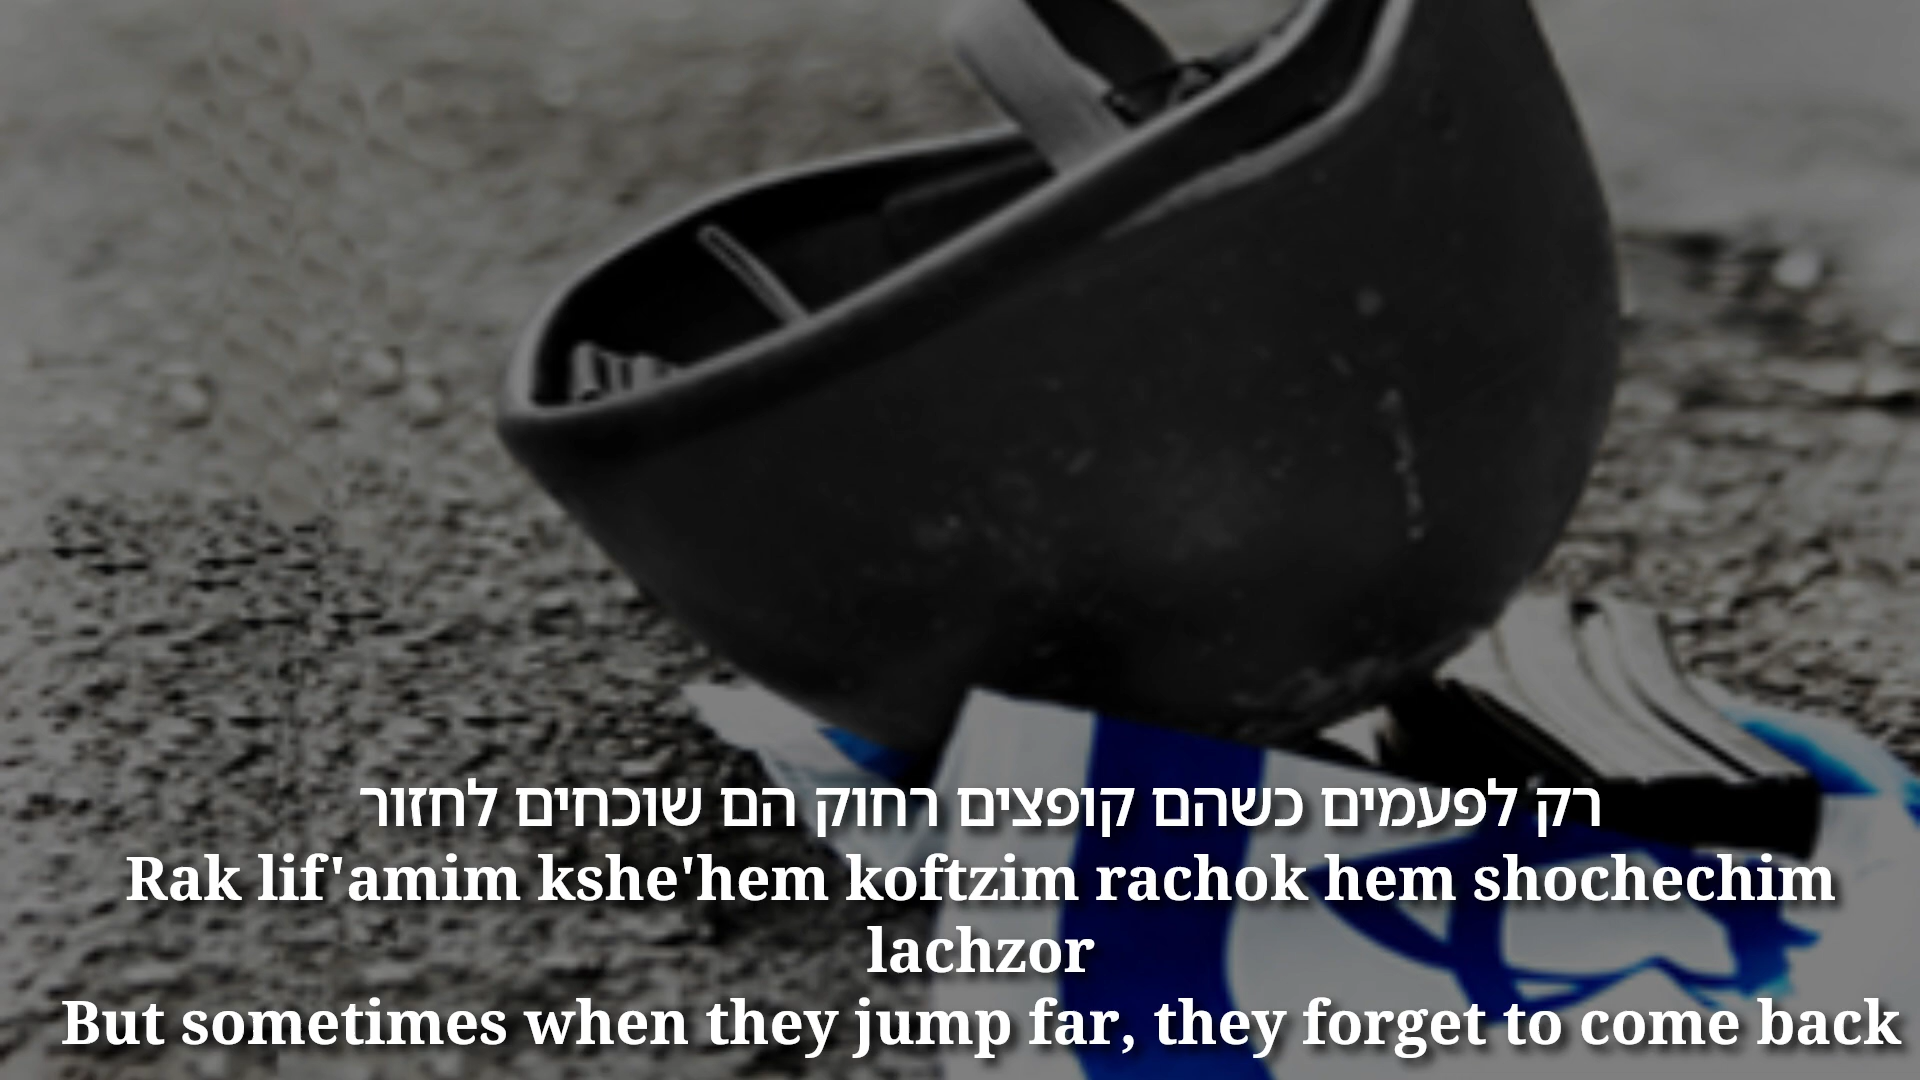 רק לפעמים כשהם קופצים רחוק הם שוכחים לחזור
Rak lif'amim kshe'hem koftzim rachok hem shochechim
lachzor
But sometimes when they jump far, they forget to come back